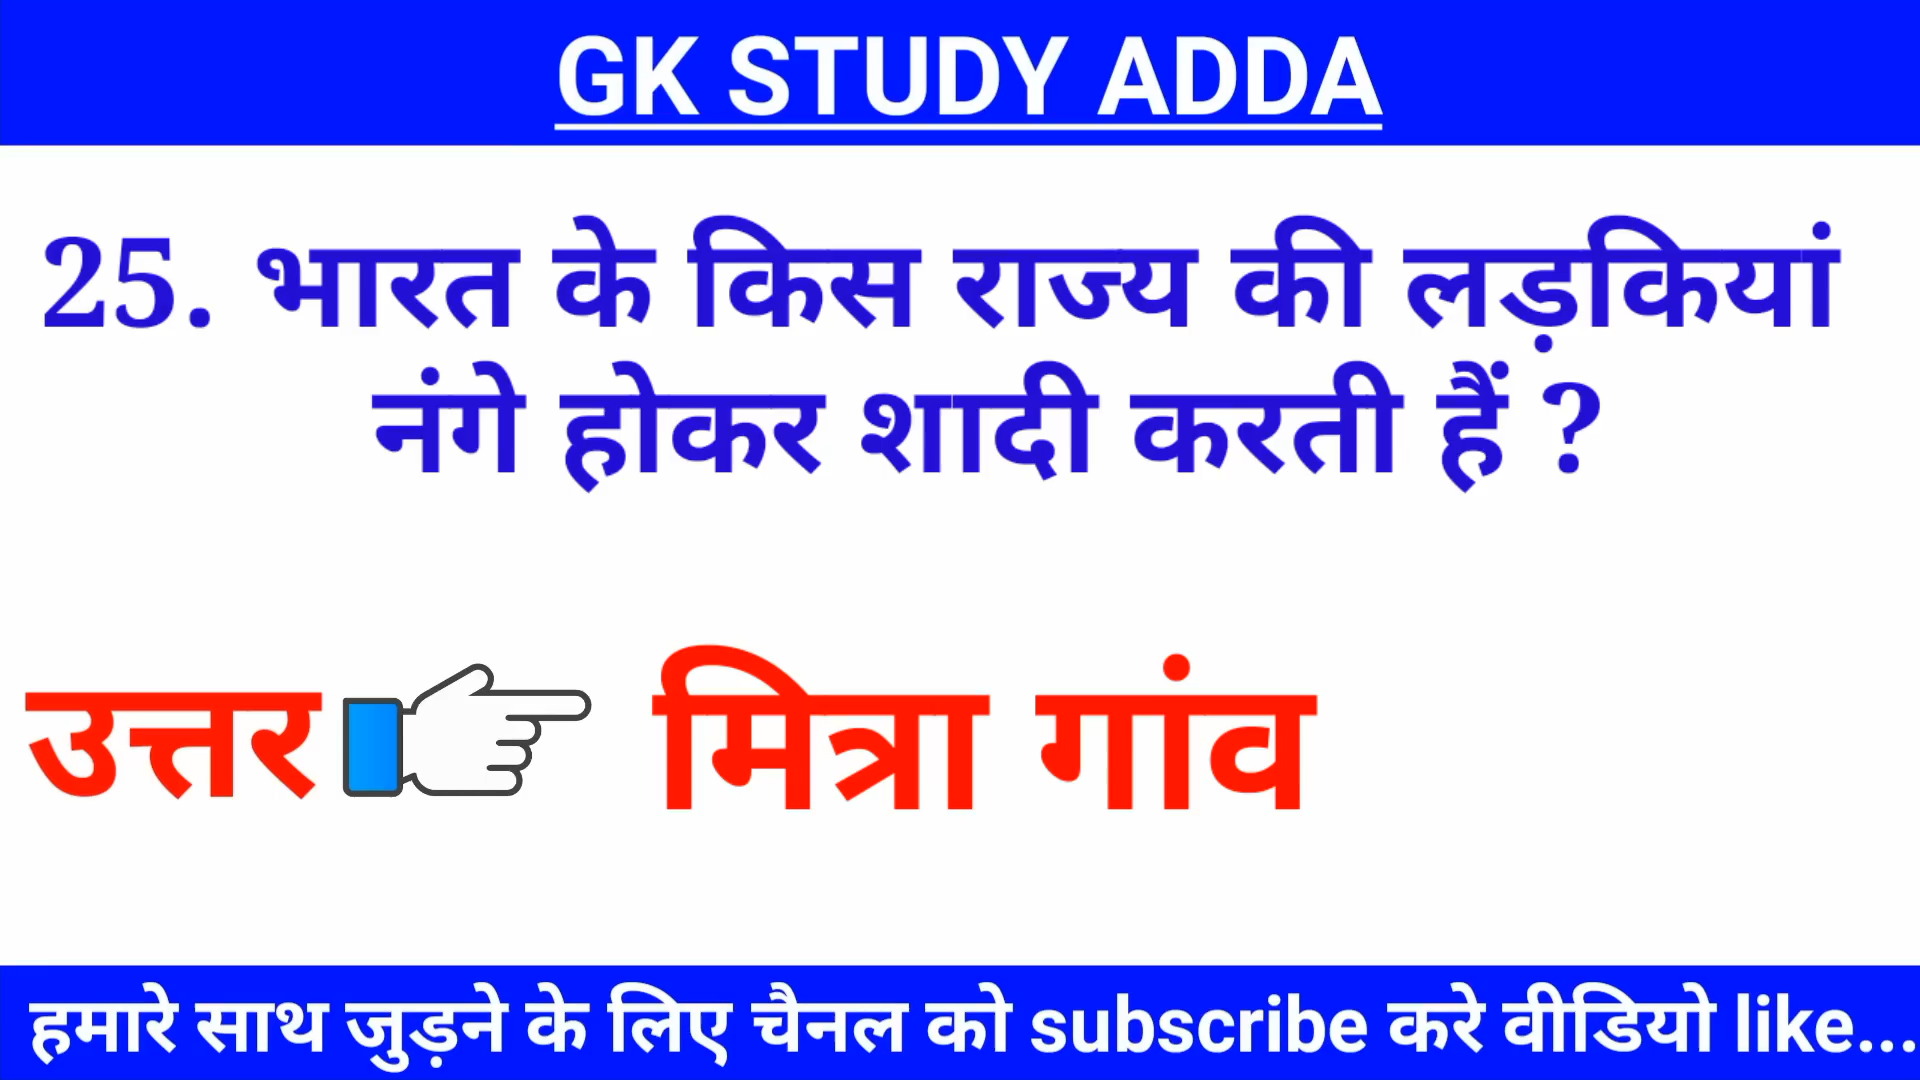 GK STUDY ADDA
25. भारत के किस राज्य की लड़कियां
नंगे होकर शादी करती हैं ?
उत्तर मित्रा गांव
हमारे साथ जुड़ने के लिए चैनल को subscribe करे वीडियो like...